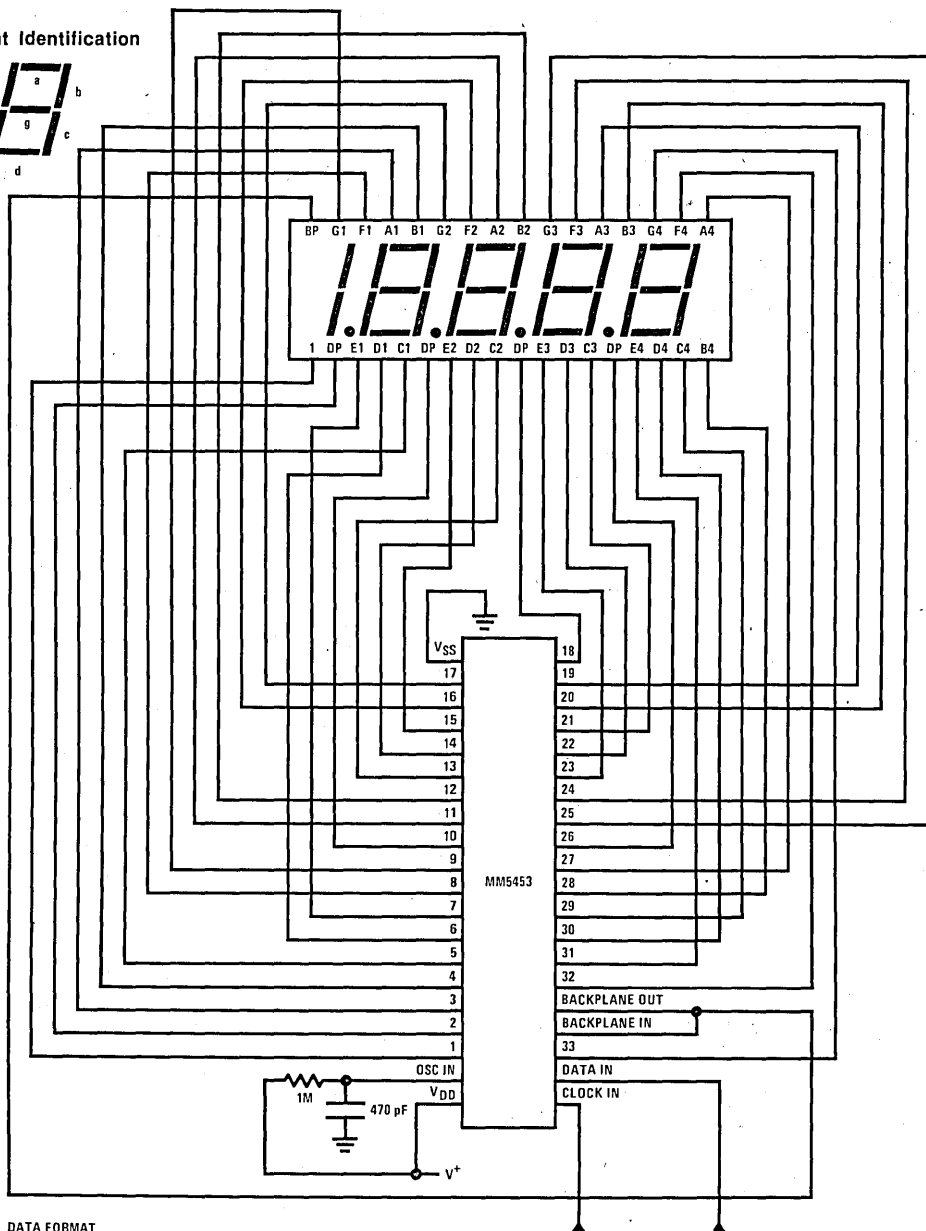 t Identification
a
b
g
c
d
BP G1 F1 A1 B1 G2 F2 A2 B2 G3 F3 A3 B3 G4 F4 A4
1 DP E1 D1 C1 DP E2 D2 C2 DP E3 D3 C3 DP E4 D4 C4 B4
VSS 18
17 19
16 20
15 21
14 22
13 23
12 24
11 25
10 26
9 27
8 MM5453 28
7 29
6 30
5 31
4 32
3 BACKPLANE OUT
2 BACKPLANE IN
1 33
OSC IN DATA IN
VDD CLOCK IN
1M
470 pF
V+
DATA FORMAT